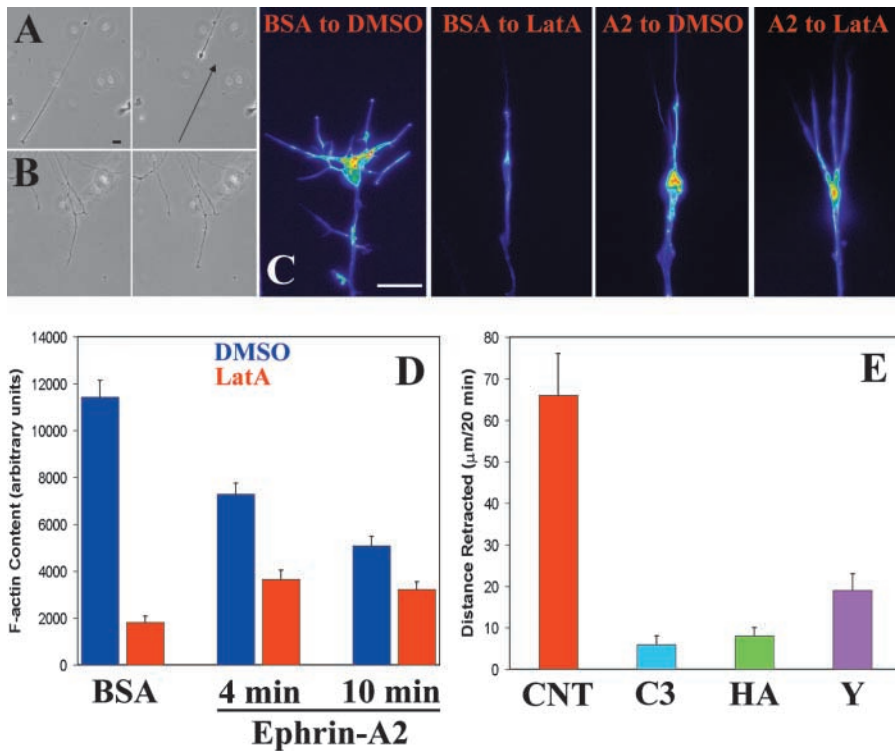 A
B
BSA to DMSO
BSA to LatA
A2 to DMSO
A2 to LatA
C
F-actin Content (arbitrary units)
14000
12000
10000
8000
6000
4000
2000
0
DMSO
LatA
D
BSA
4 min
10 min
Ephrin-A2
Distance Retracted (μm/20 min)
80
70
60
50
40
30
20
10
0
E
CNT
C3
HA
Y